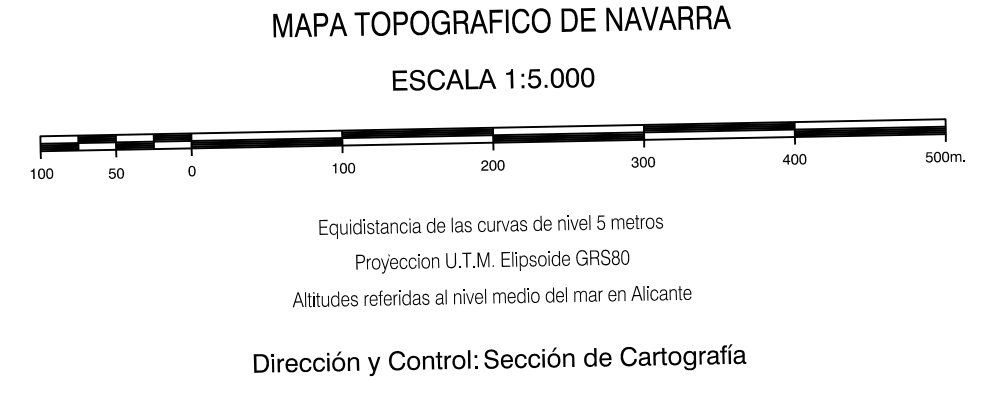 MAPA TOPOGRAFICO DE NAVARRA
ESCALA 1:5.000
100 50 0 100 200 300 400 500m.
Equidistancia de las curvas de nivel 5 metros
Proyeccion U.T.M. Elipsoide GRS80
Altitudes referidas al nivel medio del mar en Alicante
Dirección y Control: Sección de Cartografía